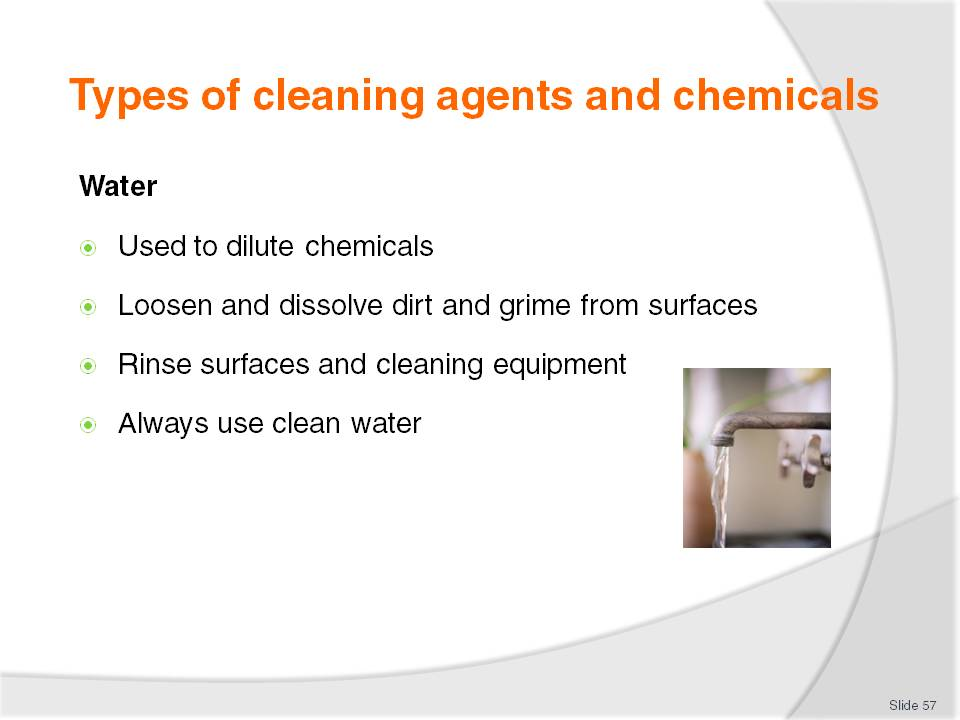 Types of cleaning agents and chemicals
Water
Used to dilute chemicals
Loosen and dissolve dirt and grime from surfaces
Rinse surfaces and cleaning equipment
Always use clean water
Slide 57